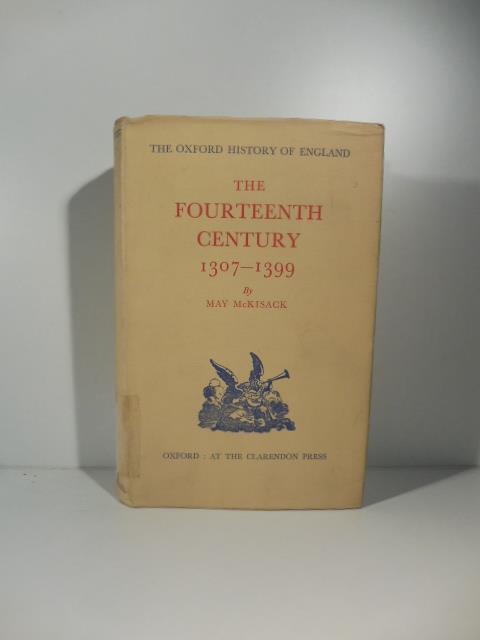 THE OXFORD HISTORY OF ENGLAND
THE
FOURTEENTH
CENTURY
1307–1399
By
MAY McKISACK
OXFORD : AT THE CLARENDON PRESS